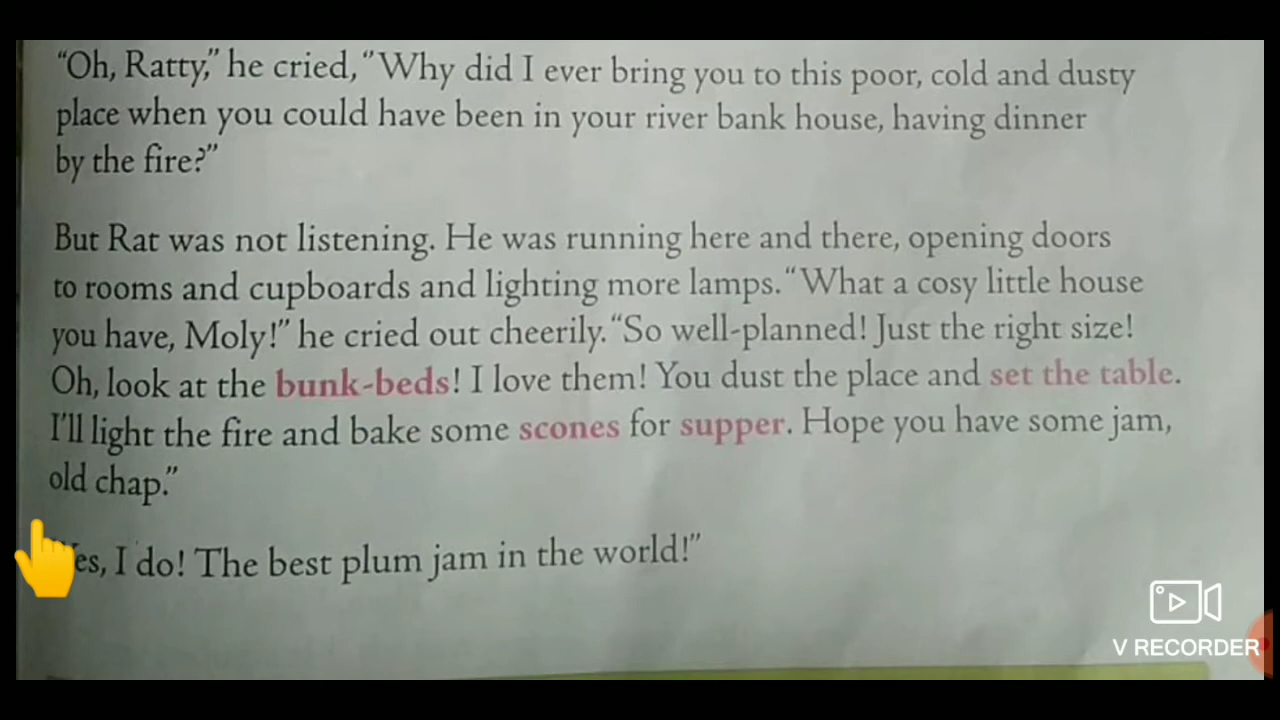 “Oh, Ratty,” he cried, “Why did I ever bring you to this poor, cold and dusty
place when you could have been in your river bank house, having dinner
by the fire?”
But Rat was not listening. He was running here and there, opening doors
to rooms and cupboards and lighting more lamps. “What a cosy little house
you have, Moly!” he cried out cheerily. “So well-planned! Just the right size!
Oh, look at the bunk-beds! I love them! You dust the place and set the table.
I’ll light the fire and bake some scones for supper. Hope you have some jam,
old chap.”
Yes, I do! The best plum jam in the world!”
V RECORDER